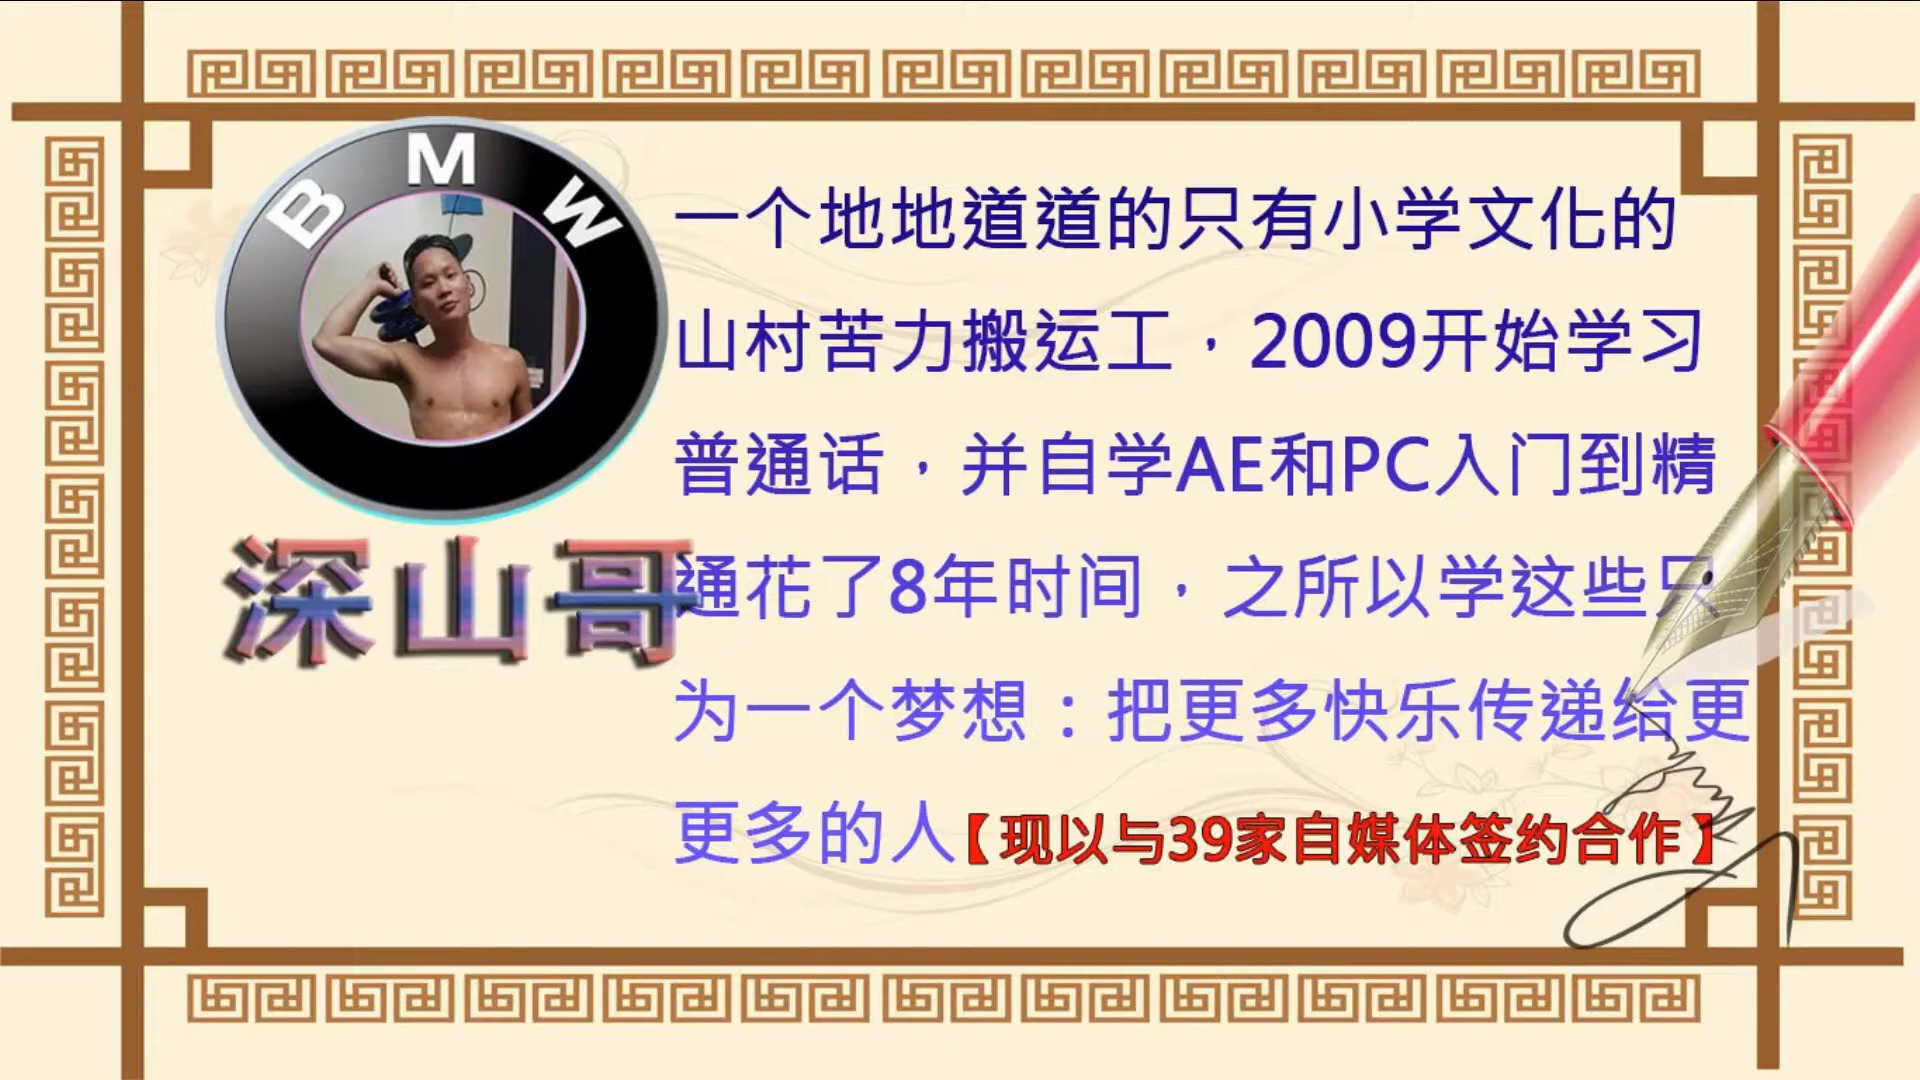 BMW
深山哥
一个地地道道的只有小学文化的
山村苦力搬运工，2009开始学习
普通话，并自学AE和PC入门到精
通花了8年时间，之所以学这些只
为一个梦想：把更多快乐传递给更
更多的人【现以与39家自媒体签约合作】